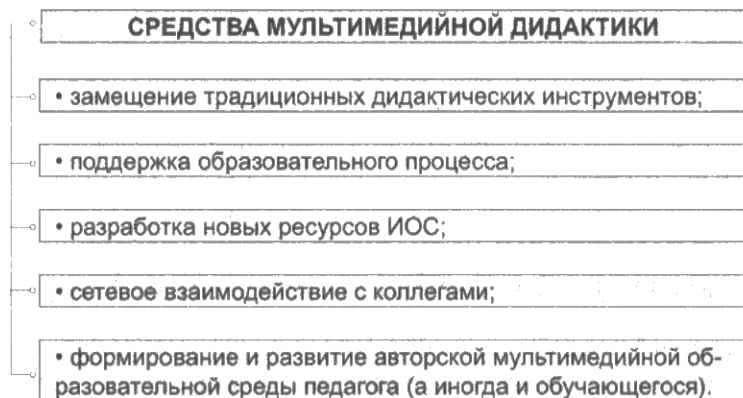 СРЕДСТВА МУЛЬТИМЕДИЙНОЙ ДИДАКТИКИ
• замещение традиционных дидактических инструментов;
• поддержка образовательного процесса;
• разработка новых ресурсов ИОС;
• сетевое взаимодействие с коллегами;
• формирование и развитие авторской мультимедийной об-
разовательной среды педагога (а иногда и обучающегося).